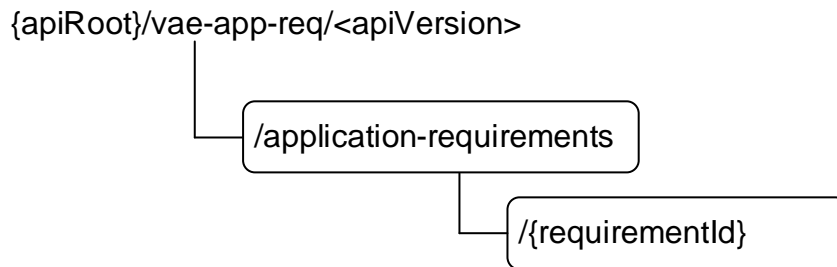 {apiRoot}/vae-app-req/<apiVersion>
/application-requirements
/{requirementId}